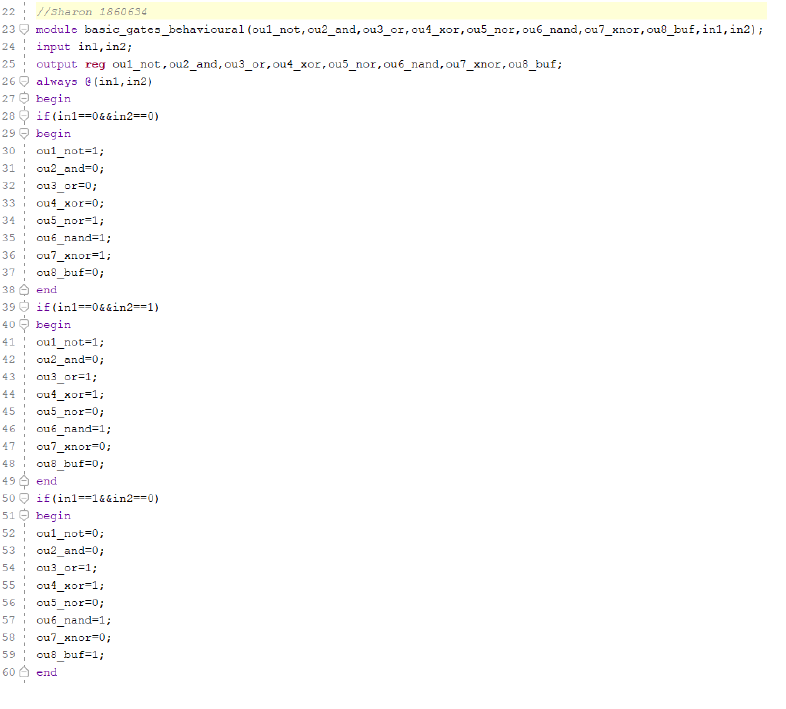 22 //Sharon 1860634
23 module basic_gates_behavioural(ou1_not,ou2_and,ou3_or,ou4_xor,ou5_nor,ou6_nand,ou7_xnor,ou8_buf,in1,in2);
24 input in1,in2;
25 output reg ou1_not,ou2_and,ou3_or,ou4_xor,ou5_nor,ou6_nand,ou7_xnor,ou8_buf;
26 always @(in1,in2)
27 begin
28 if(in1==0&&in2==0)
29 begin
30 ou1_not=1;
31 ou2_and=0;
32 ou3_or=0;
33 ou4_xor=0;
34 ou5_nor=1;
35 ou6_nand=1;
36 ou7_xnor=1;
37 ou8_buf=0;
38 end
39 if(in1==0&&in2==1)
40 begin
41 ou1_not=1;
42 ou2_and=0;
43 ou3_or=1;
44 ou4_xor=1;
45 ou5_nor=0;
46 ou6_nand=1;
47 ou7_xnor=0;
48 ou8_buf=0;
49 end
50 if(in1==1&&in2==0)
51 begin
52 ou1_not=0;
53 ou2_and=0;
54 ou3_or=1;
55 ou4_xor=1;
56 ou5_nor=0;
57 ou6_nand=1;
58 ou7_xnor=0;
59 ou8_buf=1;
60 end